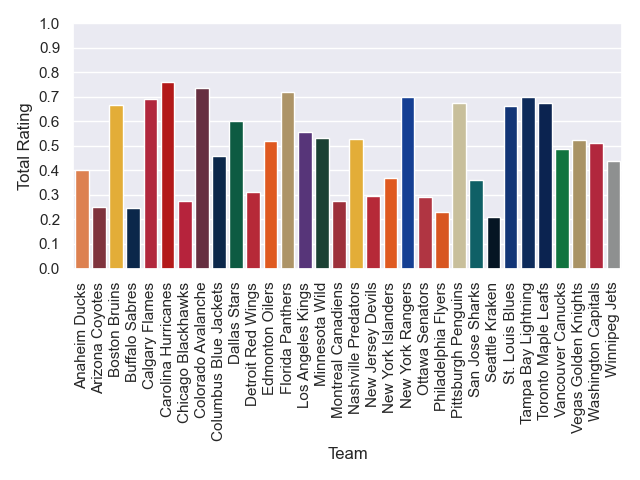 1.0
0.9
0.8
0.7
0.6
0.5
0.4
0.3
0.2
0.1
0.0
Total Rating
Anaheim Ducks
Arizona Coyotes
Boston Bruins
Buffalo Sabres
Calgary Flames
Carolina Hurricanes
Chicago Blackhawks
Colorado Avalanche
Columbus Blue Jackets
Dallas Stars
Detroit Red Wings
Edmonton Oilers
Florida Panthers
Los Angeles Kings
Minnesota Wild
Montreal Canadiens
Nashville Predators
New Jersey Devils
New York Islanders
New York Rangers
Ottawa Senators
Philadelphia Flyers
Pittsburgh Penguins
San Jose Sharks
Seattle Kraken
St. Louis Blues
Tampa Bay Lightning
Toronto Maple Leafs
Vancouver Canucks
Vegas Golden Knights
Washington Capitals
Winnipeg Jets
Team